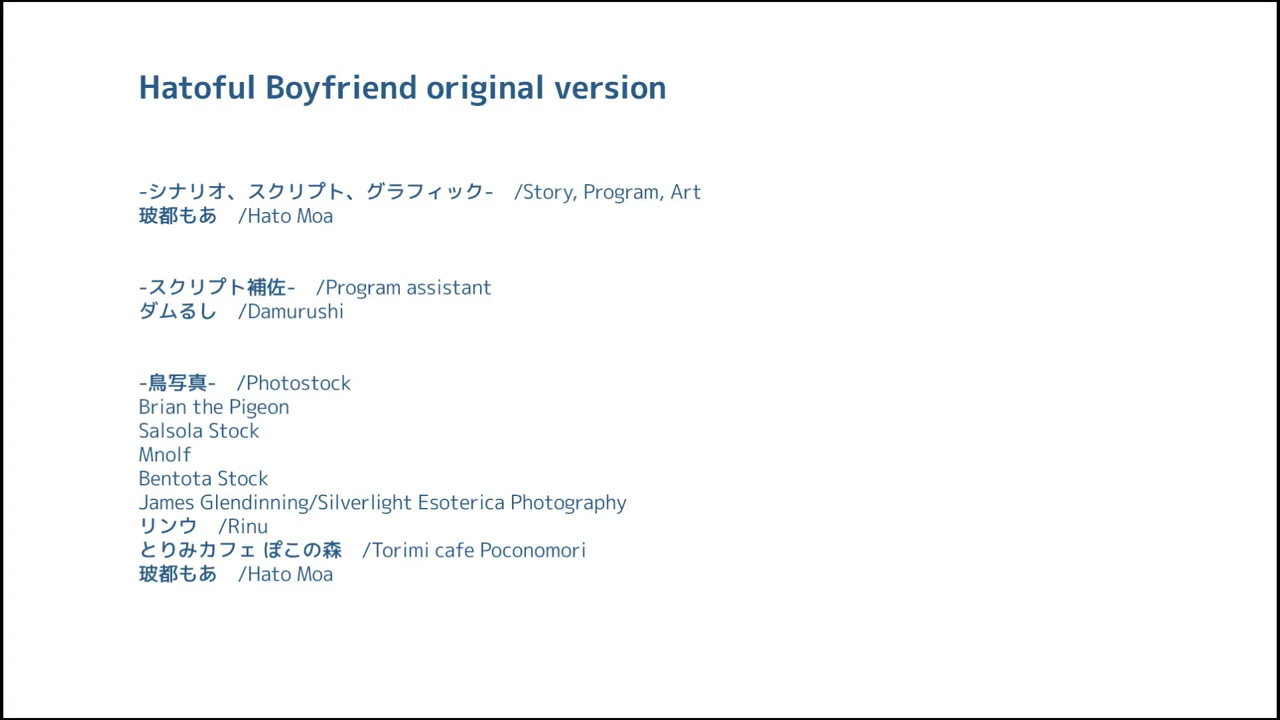 Hatoful Boyfriend original version
-シナリオ、スクリプト、グラフィック-　/Story, Program, Art
玻都もあ　/Hato Moa
-スクリプト補佐-　/Program assistant
ダムるし　/Damurushi
-鳥写真-　/Photostock
Brian the Pigeon
Salsola Stock
Mnolf
Bentota Stock
James Glendinning/Silverlight Esoterica Photography
リンウ　/Rinu
とりみカフェ ぽこの森　/Torimi cafe Poconomori
玻都もあ　/Hato Moa